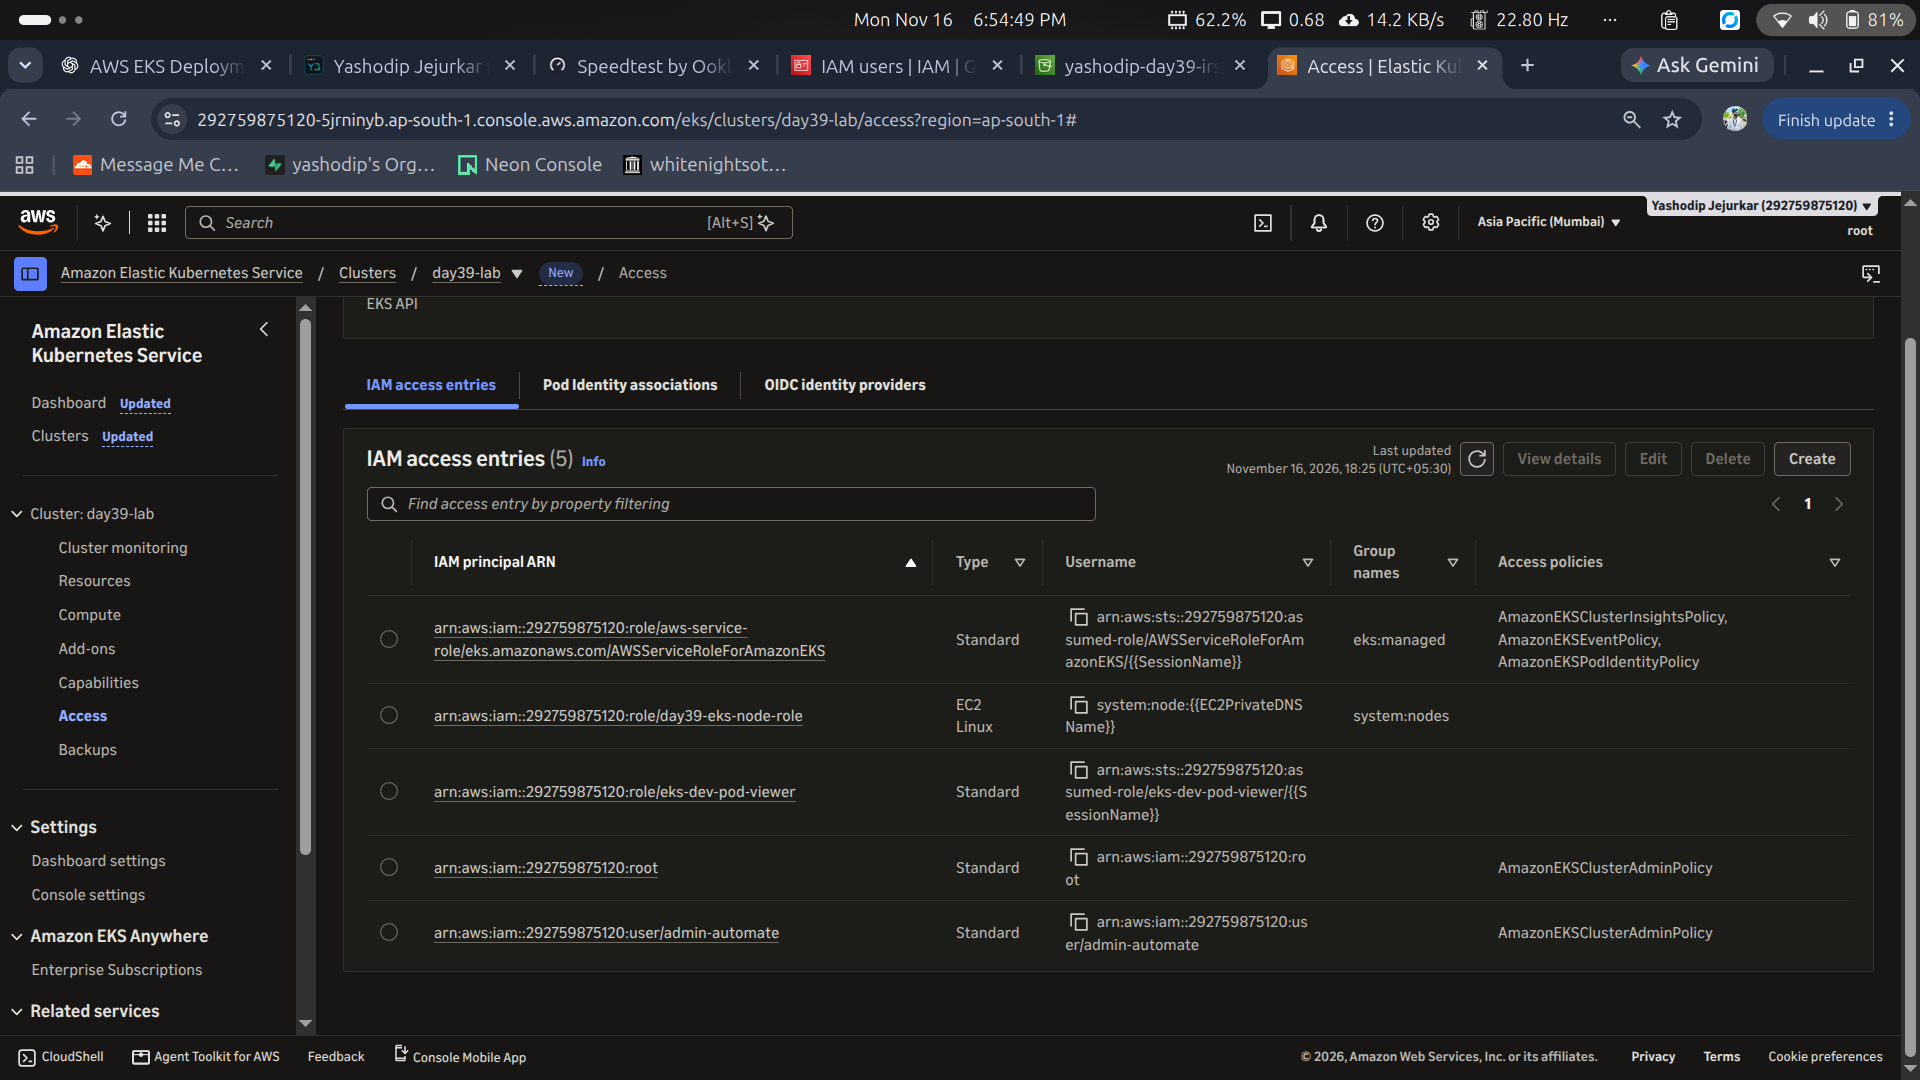 Mon Nov 16 6:54:49 PM
62.2% 0.68 14.2 KB/s 22.80 Hz ... 81%
AWS EKS Deploym
Yashodip Jejurkar
Speedtest by Ookl
IAM users | IAM | G
yashodip-day39-irs
Access | Elastic Ku
Ask Gemini
292759875120-5jrninyb.ap-south-1.console.aws.amazon.com/eks/clusters/day39-lab/access?region=ap-south-1#
Finish update
Message Me C...
yashodip's Org...
Neon Console
whitenightsot...
aws
Search [Alt+S]
Asia Pacific (Mumbai)
Yashodip Jejurkar (292759875120)
root
Amazon Elastic Kubernetes Service / Clusters / day39-lab New / Access
Amazon Elastic
Kubernetes Service
Dashboard Updated
Clusters Updated
Cluster: day39-lab
Cluster monitoring
Resources
Compute
Add-ons
Capabilities
Access
Backups
Settings
Dashboard settings
Console settings
Amazon EKS Anywhere
Enterprise Subscriptions
Related services
EKS API
IAM access entries
Pod Identity associations
OIDC identity providers
IAM access entries (5) Info
Last updated
November 16, 2026, 18:25 (UTC+05:30)
View details
Edit
Delete
Create
Find access entry by property filtering
1
IAM principal ARN
Type
Username
Group
names
Access policies
arn:aws:iam::292759875120:role/aws-service-
role/eks.amazonaws.com/AWSServiceRoleForAmazonEKS
Standard
arn:aws:sts::292759875120:as
sumed-role/AWSServiceRoleForAm
azonEKS/{{SessionName}}
eks:managed
AmazonEKSClusterInsightsPolicy,
AmazonEKSEventPolicy,
AmazonEKSPodIdentityPolicy
arn:aws:iam::292759875120:role/day39-eks-node-role
EC2
Linux
system:node:{{EC2PrivateDNS
Name}}
system:nodes
arn:aws:iam::292759875120:role/eks-dev-pod-viewer
Standard
arn:aws:sts::292759875120:as
sumed-role/eks-dev-pod-viewer/{{S
essionName}}
arn:aws:iam::292759875120:root
Standard
arn:aws:iam::292759875120:ro
ot
AmazonEKSClusterAdminPolicy
arn:aws:iam::292759875120:user/admin-automate
Standard
arn:aws:iam::292759875120:us
er/admin-automate
AmazonEKSClusterAdminPolicy
CloudShell
Agent Toolkit for AWS
Feedback
Console Mobile App
© 2026, Amazon Web Services, Inc. or its affiliates.
Privacy
Terms
Cookie preferences